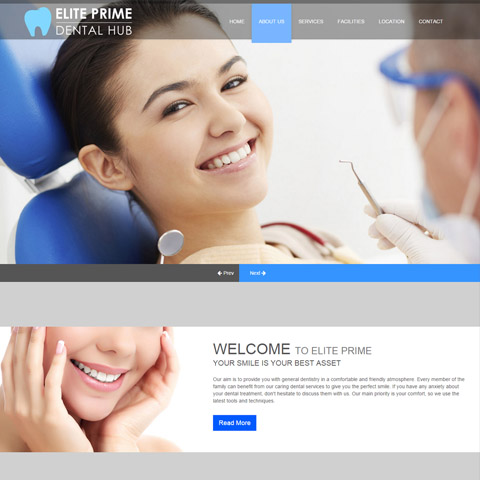 ELITE PRIME
DENTAL HUB
HOME ABOUT US SERVICES FACILITIES LOCATION CONTACT
Prev Next
WELCOME TO ELITE PRIME
YOUR SMILE IS YOUR BEST ASSET
Our aim is to provide you with general dentistry in a comfortable and friendly atmosphere. Every member of the
family can benefit from our caring dental services to give you the perfect smile. If you have any anxiety about
your dental treatment, don't hesitate to discuss them with us. Our main priority is your comfort, so we use the
latest tools and techniques.
Read More